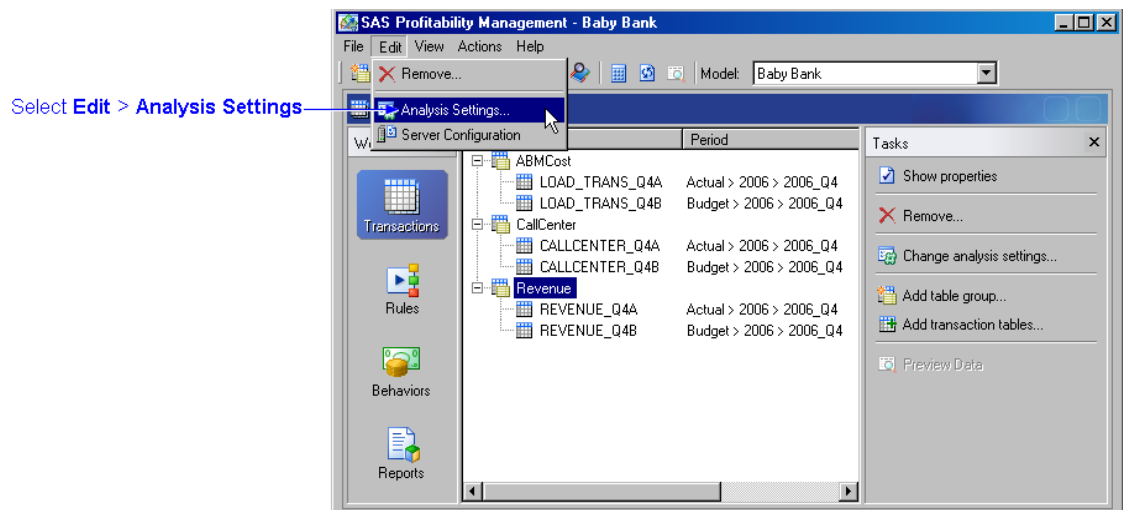 SAS Profitability Management - Baby Bank
File Edit View Actions Help
Remove...
Model: Baby Bank
Select Edit > Analysis Settings
Analysis Settings...
Server Configuration
Period
Tasks
ABMCost
LOAD_TRANS_Q4A Actual > 2006 > 2006_Q4
LOAD_TRANS_Q4B Budget > 2006 > 2006_Q4
CallCenter
CALLCENTER_Q4A Actual > 2006 > 2006_Q4
CALLCENTER_Q4B Budget > 2006 > 2006_Q4
Revenue
REVENUE_Q4A Actual > 2006 > 2006_Q4
REVENUE_Q4B Budget > 2006 > 2006_Q4
Transactions
Rules
Behaviors
Reports
Show properties
Remove...
Change analysis settings...
Add table group...
Add transaction tables...
Preview Data